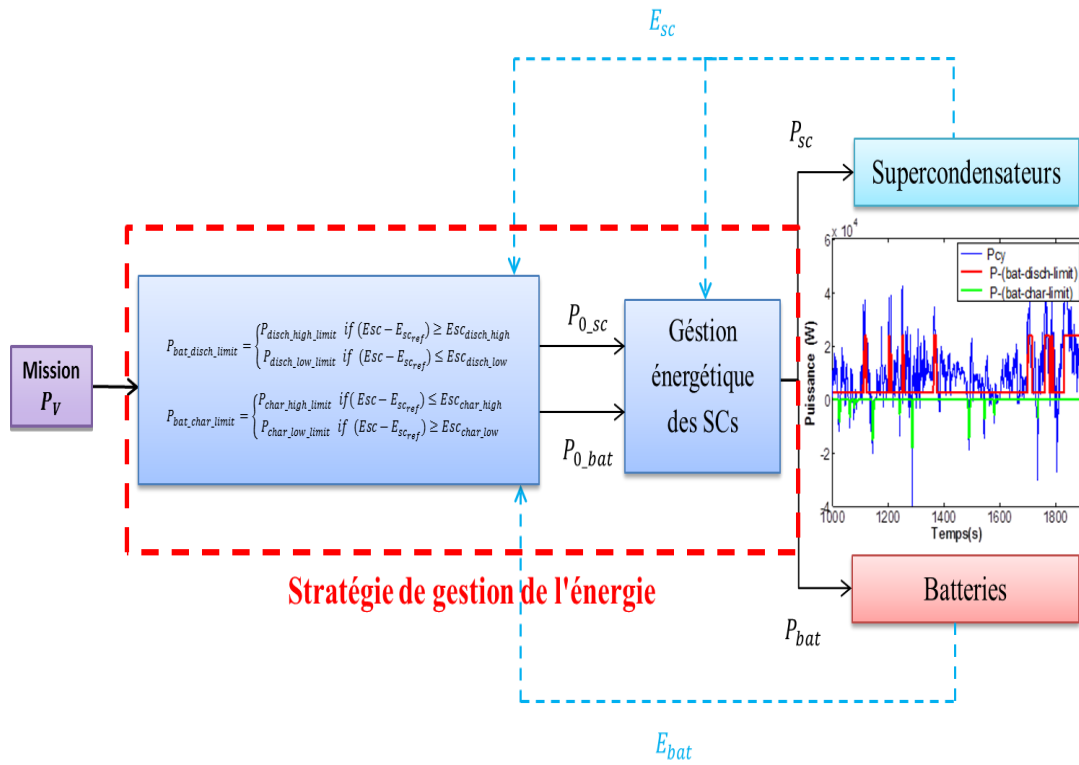 E_sc
P_sc
Supercondensateurs
Mission
P_V
P_bat_disch_limit = { P_disch_high_limit if (Esc − E_sc_ref) ≥ Esc_disch_high
P_disch_low_limit if (Esc − E_sc_ref) ≤ Esc_disch_low
P_bat_char_limit = { P_char_high_limit if (Esc − E_sc_ref) ≤ Esc_char_high
P_char_low_limit if (Esc − E_sc_ref) ≥ Esc_char_low
P_0_sc
P_0_bat
Géstion
énergétique
des SCs
x 10^4
6
4
2
0
-2
-4
Puissance (W)
Pcy
P-(bat-disch-limit)
P-(bat-char-limit)
1000 1200 1400 1600 1800
Temps(s)
Stratégie de gestion de l'énergie
Batteries
P_bat
E_bat